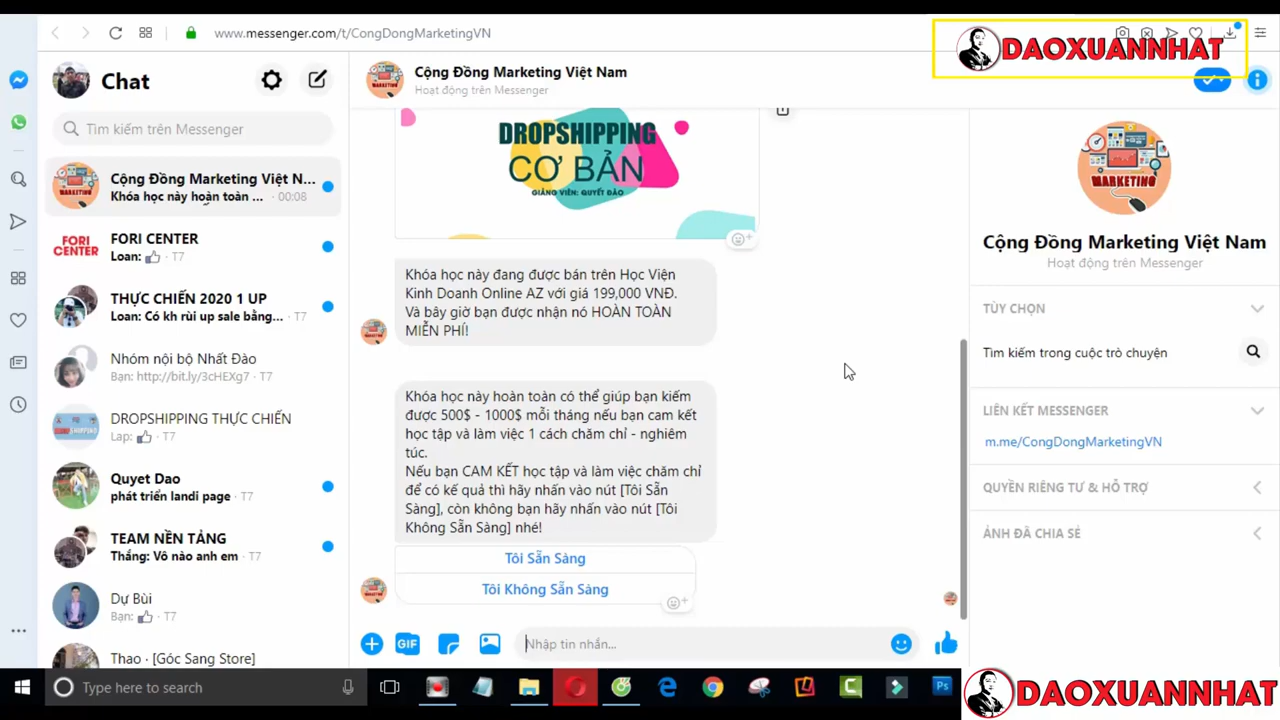 www.messenger.com/t/CongDongMarketingVN
DAOXUANNHAT
Chat
Tìm kiếm trên Messenger
Cộng Đồng Marketing Việt N...
Khóa học này hoàn toàn ... · 00:08
FORI CENTER
FORI CENTER
Loan: · T7
THỰC CHIẾN 2020 1 UP
Loan: Có kh rùi up sale bằng... · T7
Nhóm nội bộ Nhất Đào
Bạn: http://bit.ly/3cHEXg7 · T7
DROPSHIPPING THỰC CHIẾN
Lap: · T7
Quyet Dao
phát triển landi page · T7
TEAM NỀN TẢNG
Thắng: Vô nào anh em · T7
Dự Bùi
Bạn: · T7
Thao · [Góc Sang Store]
Cộng Đồng Marketing Việt Nam
Hoạt động trên Messenger
DROPSHIPPING
CƠ BẢN
GIẢNG VIÊN: QUYẾT ĐÀO
Khóa học này đang được bán trên Học Viện
Kinh Doanh Online AZ với giá 199,000 VNĐ.
Và bây giờ bạn được nhận nó HOÀN TOÀN
MIỄN PHÍ!
Khóa học này hoàn toàn có thể giúp bạn kiếm
được 500$ - 1000$ mỗi tháng nếu bạn cam kết
học tập và làm việc 1 cách chăm chỉ - nghiêm
túc.
Nếu bạn CAM KẾT học tập và làm việc chăm chỉ
để có kế quả thì hãy nhấn vào nút [Tôi Sẵn
Sàng], còn không bạn hãy nhấn vào nút [Tôi
Không Sẵn Sàng] nhé!
Tôi Sẵn Sàng
Tôi Không Sẵn Sàng
GIF
Nhập tin nhắn...
MARKETING
Cộng Đồng Marketing Việt Nam
Hoạt động trên Messenger
TÙY CHỌN
Tìm kiếm trong cuộc trò chuyện
LIÊN KẾT MESSENGER
m.me/CongDongMarketingVN
QUYỀN RIÊNG TƯ & HỖ TRỢ
ẢNH ĐÃ CHIA SẺ
Type here to search
Ps
DAOXUANNHAT